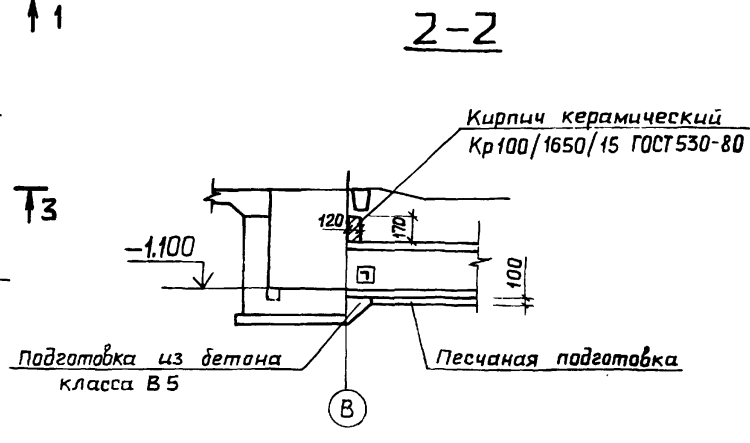 1
2-2
Кирпич керамический
Кр100/1650/15 ГОСТ530-80
3
120
170
-1.100
100
Подготовка из бетона
класса В5
Песчаная подготовка
В